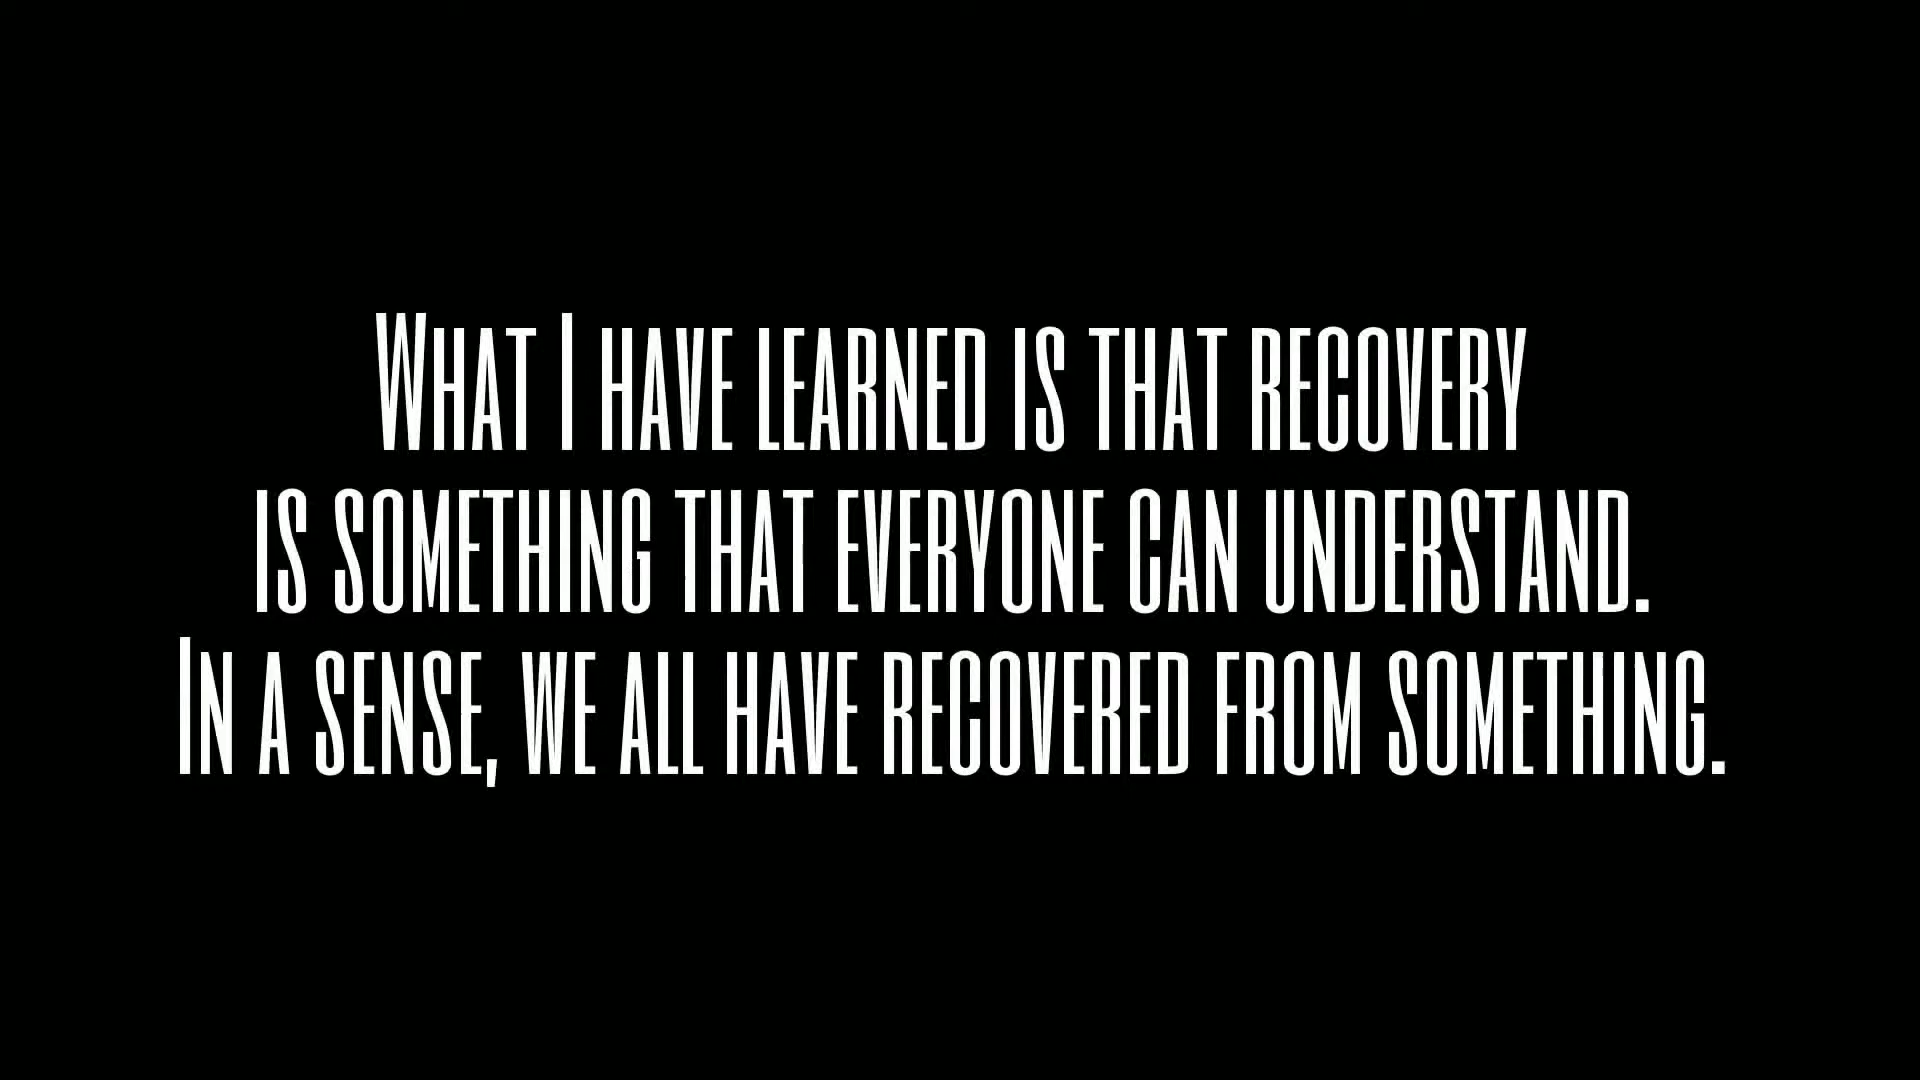 What I have learned is that recovery
is something that everyone can understand.
In a sense, we all have recovered from something.